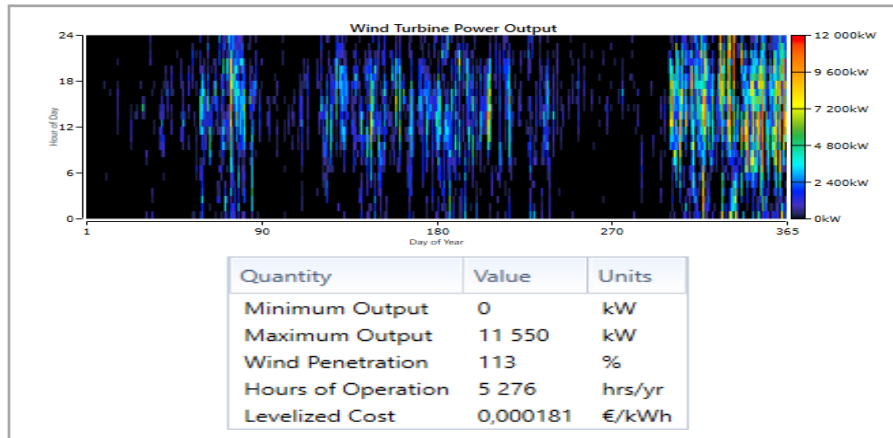 Wind Turbine Power Output
24
18
12
6
0
Hour of Day
1 90 180 270 365
Day of Year
12 000kW
9 600kW
7 200kW
4 800kW
2 400kW
0kW
Quantity Value Units
Minimum Output 0 kW
Maximum Output 11 550 kW
Wind Penetration 113 %
Hours of Operation 5 276 hrs/yr
Levelized Cost 0,000181 €/kWh